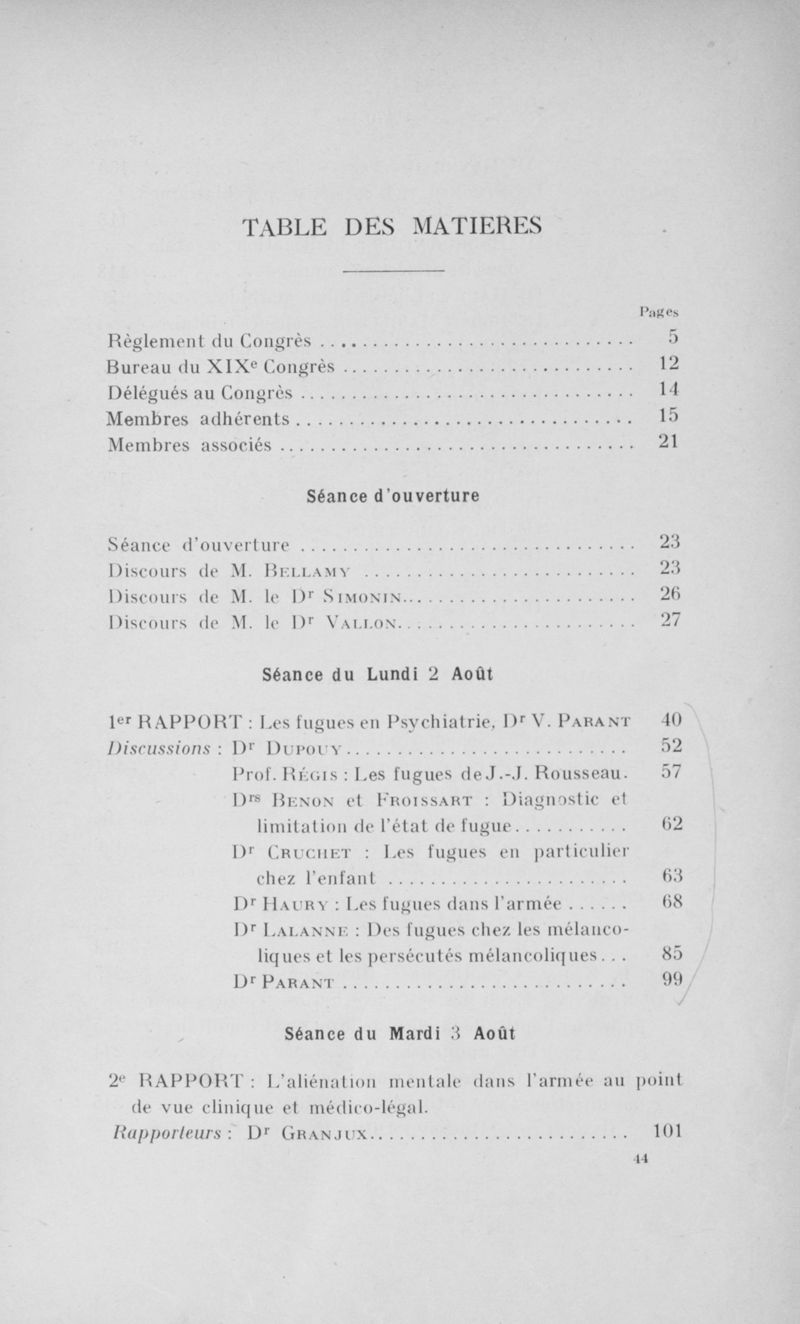 TABLE DES MATIERES
Pages
Règlement du Congrès .............................. 5
Bureau du XIXe Congrès ............................ 12
Délégués au Congrès ................................ 14
Membres adhérents ................................. 15
Membres associés .................................. 21
Séance d'ouverture
Séance d'ouverture ................................. 23
Discours de M. BELLAMY .......................... 23
Discours de M. le Dr SIMONIN....................... 26
Discours de M. le Dr VALLON....................... 27
Séance du Lundi 2 Août
1er RAPPORT : Les fugues en Psychiatrie, Dr V. PARANT 40
Discussions : Dr DUPOUY........................... 52
Prof. RÉGIS : Les fugues de J.-J. Rousseau. 57
Drs BENON et FROISSART : Diagnostic et
limitation de l'état de fugue........... 62
Dr CRUCHET : Les fugues en particulier
chez l'enfant ....................... 63
Dr HAURY : Les fugues dans l'armée ...... 68
Dr LALANNE : Des fugues chez les mélanco-
liques et les persécutés mélancoliques... 85
Dr PARANT ............................ 99
Séance du Mardi 3 Août
2e RAPPORT : L'aliénation mentale dans l'armée au point
de vue clinique et médico-légal.
Rapporteurs : Dr GRANJUX......................... 101
44